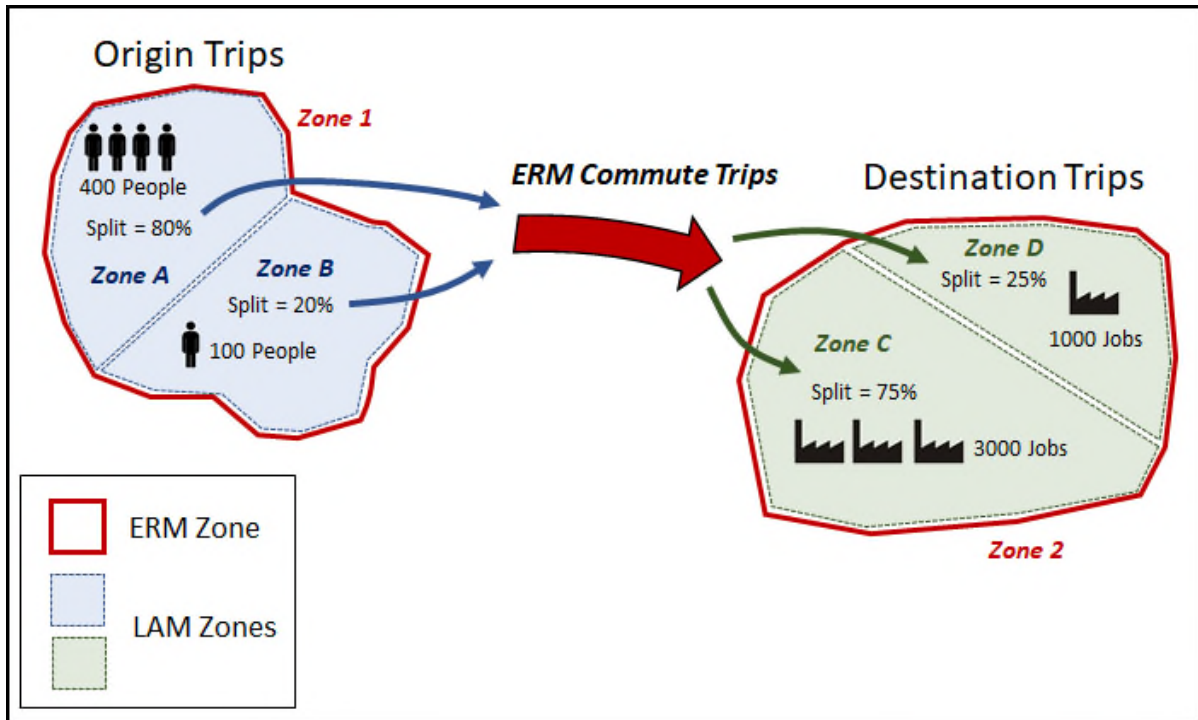 Origin Trips
Zone 1
400 People
Split = 80%
Zone A
Zone B
Split = 20%
100 People
ERM Commute Trips
Destination Trips
Zone D
Split = 25%
1000 Jobs
Zone C
Split = 75%
3000 Jobs
Zone 2
ERM Zone
LAM Zones